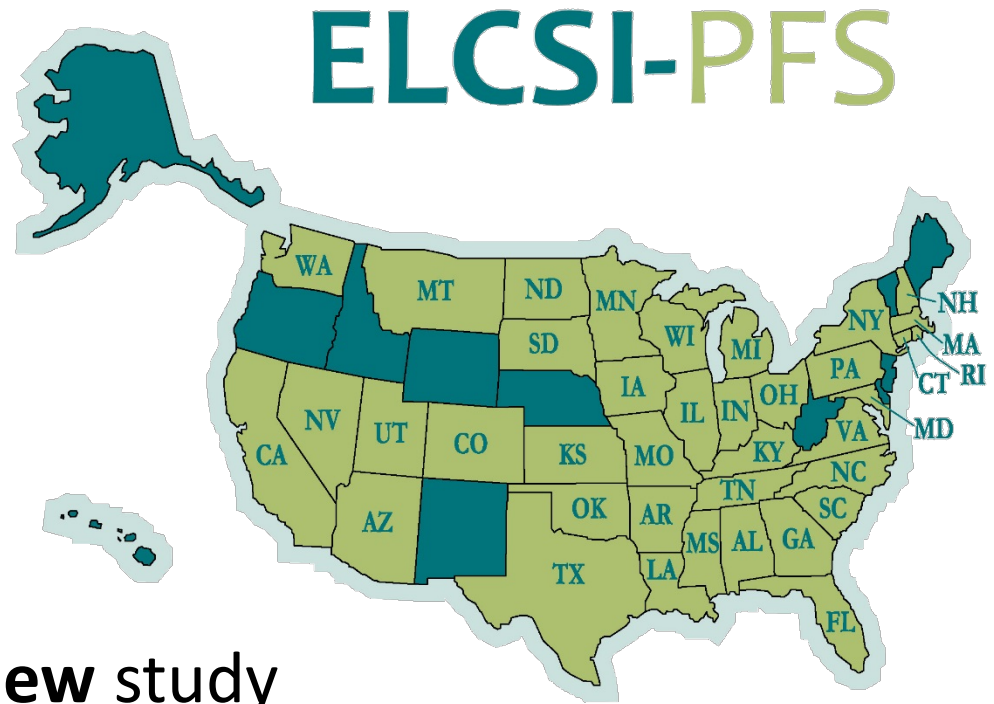 ELCSI-PFS
WA
MT
ND
MN
SD
WI
MI
NY
NH
MA
RI
CT
PA
MD
IA
IL
IN
OH
NV
UT
CO
CA
KS
MO
KY
VA
NC
TN
SC
AZ
OK
AR
MS
AL
GA
TX
LA
FL
ew study